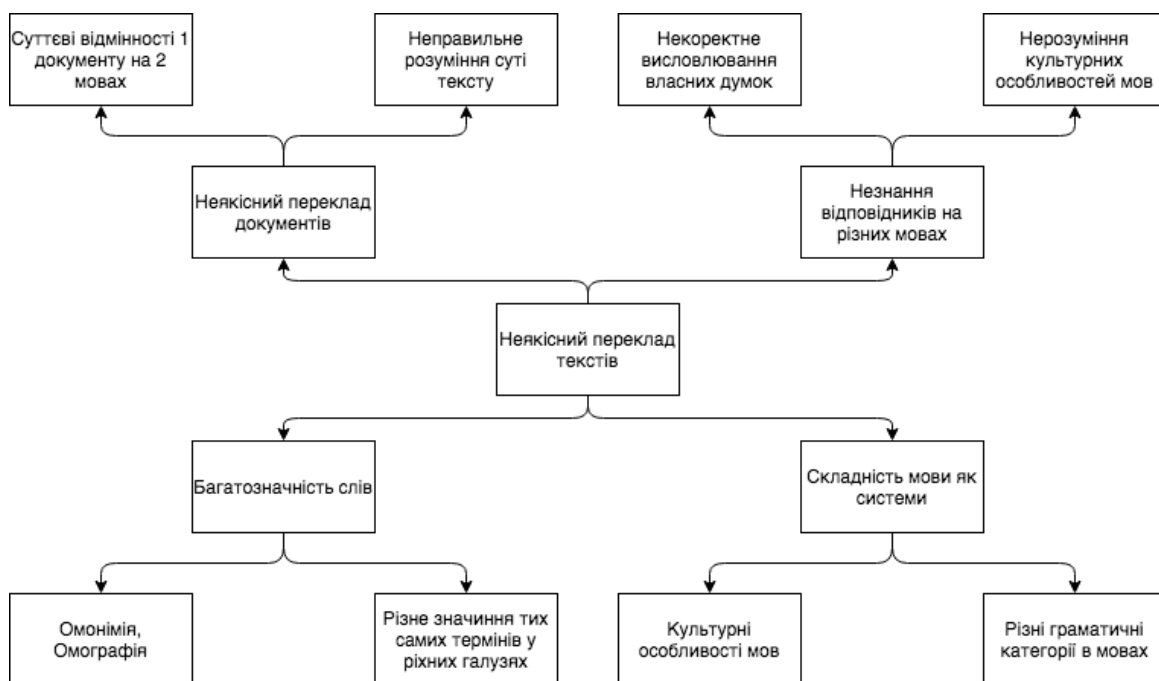 Суттєві відмінності 1
документу на 2
мовах
Неправильне
розуміння суті
тексту
Некоректне
висловлювання
власних думок
Нерозуміння
культурних
особливостей мов
Неякісний переклад
документів
Незнання
відповідників на
різних мовах
Неякісний переклад
текстів
Багатозначність слів
Складність мови як
системи
Омонімія,
Омографія
Різне значиння тих
самих термінів у
ріхних галузях
Культурні
особливості мов
Різні граматичні
категорії в мовах